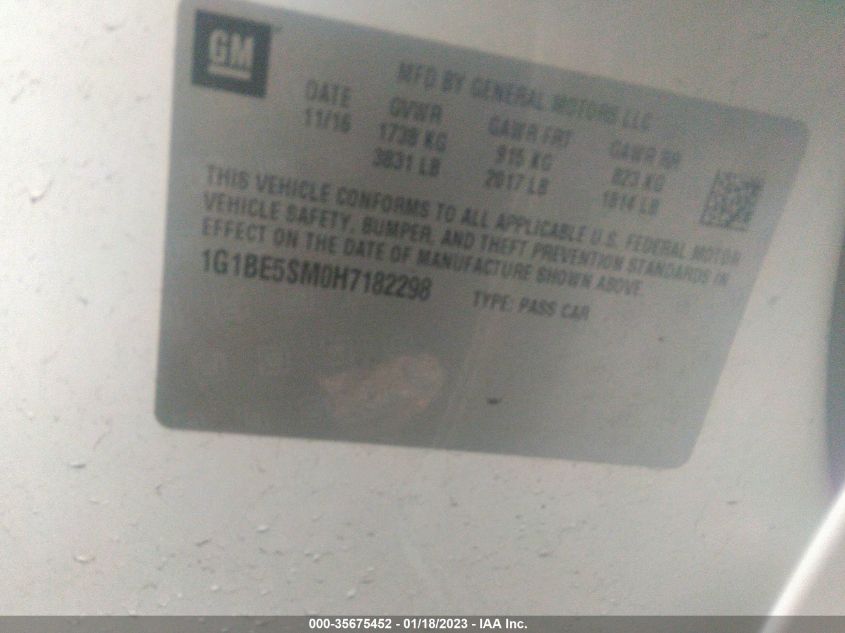 GM
MFD BY GENERAL MOTORS LLC
DATE GVWR GAWR FRT GAWR RR
11/16 1738 KG 915 KG 823 KG
3831 LB 2017 LB 1814 LB
THIS VEHICLE CONFORMS TO ALL APPLICABLE U.S. FEDERAL MOTOR
VEHICLE SAFETY, BUMPER, AND THEFT PREVENTION STANDARDS IN
EFFECT ON THE DATE OF MANUFACTURE SHOWN ABOVE.
1G1BE5SM0H7182298 TYPE: PASS CAR
000-35675452 - 01/18/2023 - IAA Inc.